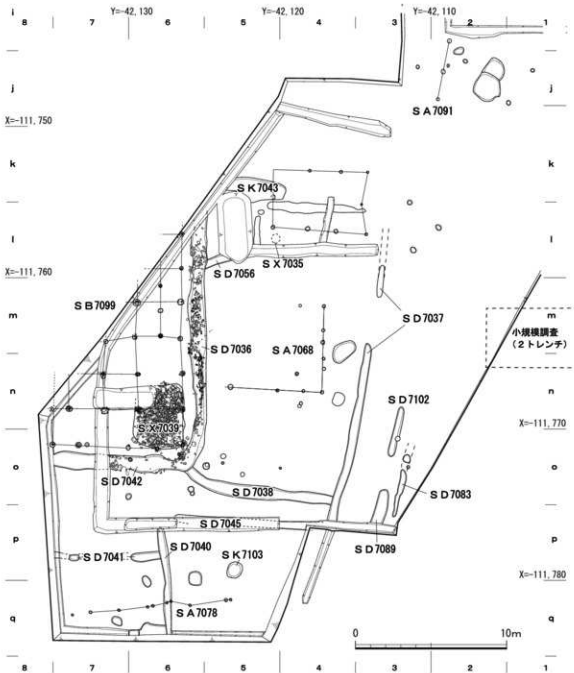 i
Y=-42,130
Y=-42,120
Y=-42,110
i
8
7
6
5
4
3
2
1
j
SA7091
j
X=-111,750
k
k
SK7043
l
SX7035
l
SD7056
X=-111,760
SB7099
SD7037
m
m
小規模調査
(2トレンチ)
SD7036
SA7068
n
SD7102
n
SX7039
X=-111,770
o
SD7042
SD7083
o
SD7038
SD7045
p
SD7041
SD7040
SK7103
SD7089
p
X=-111,780
SA7078
q
q
0
10m
8
7
6
5
4
3
2
1